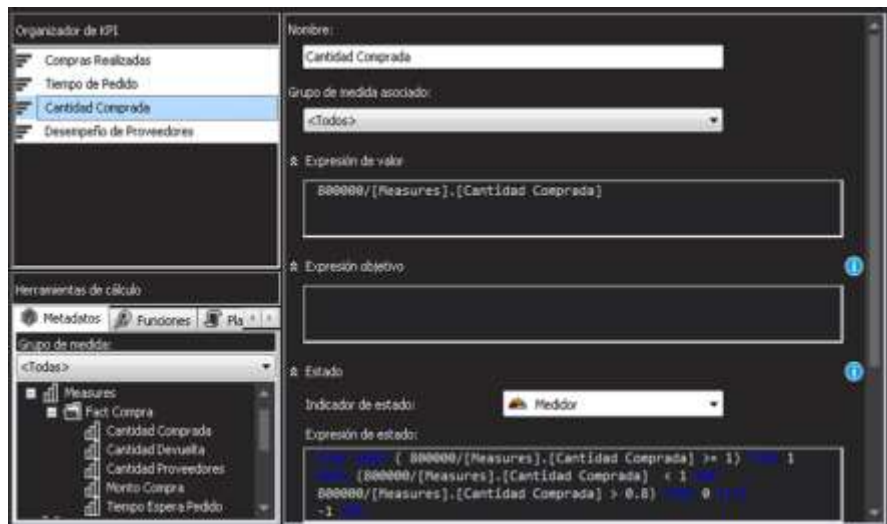 Organizador de KPI
Compras Realizadas
Tiempo de Pedido
Cantidad Comprada
Desempeño de Proveedores
Herramientas de cálculo
Metadatos
Funciones
Pla
Grupo de medida:
<Todas>
Measures
Fact Compra
Cantidad Comprada
Cantidad Devuelta
Cantidad Proveedores
Monto Compra
Tiempo Espera Pedido
Nombre:
Cantidad Comprada
Grupo de medida asociado:
<Todos>
Expresión de valor
800000/[Measures].[Cantidad Comprada]
Expresión objetivo
Estado
Indicador de estado:
Medidor
Expresión de estado:
( 800000/[Measures].[Cantidad Comprada] >= 1) 1
(800000/[Measures].[Cantidad Comprada] < 1
800000/[Measures].[Cantidad Comprada] > 0.8) 0
-1